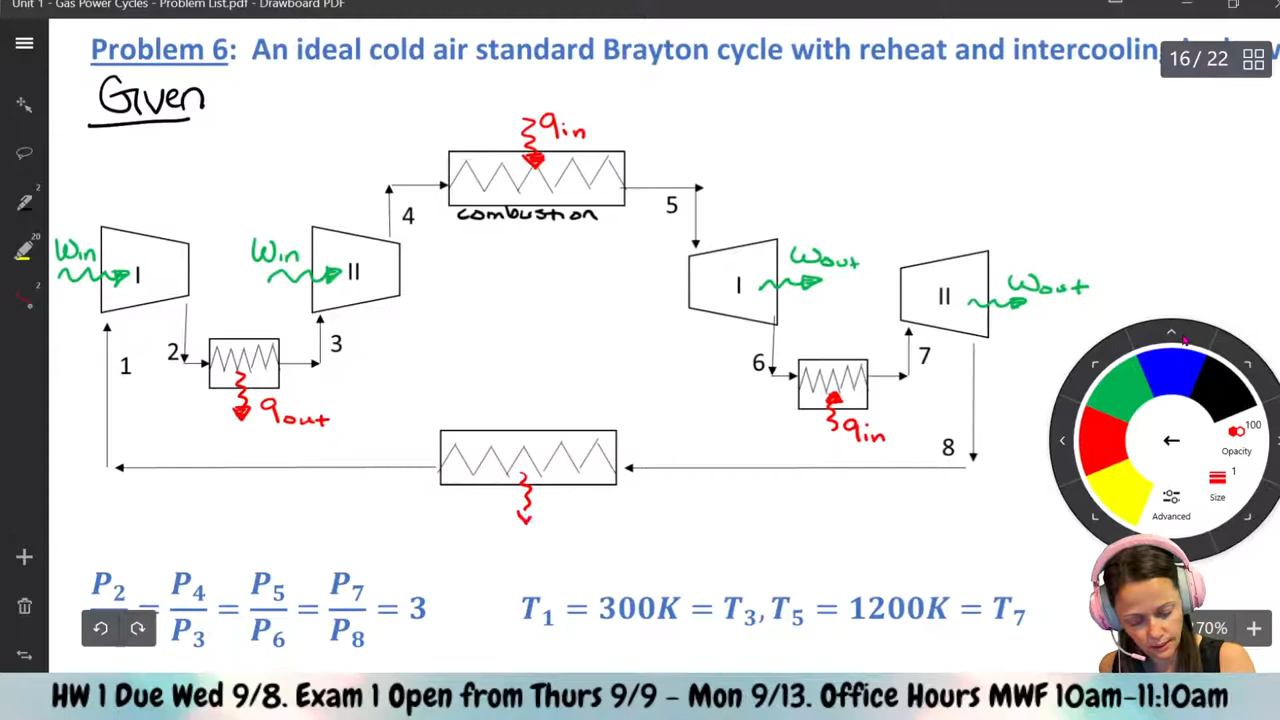 Unit 1 - Gas Power Cycles - Problem List.pdf - Drawboard PDF
Problem 6: An ideal cold air standard Brayton cycle with reheat and intercooling
16 / 22
Given
qin
4
combustion
5
Win
I
Win
II
I
Wout
II
Wout
1
2
3
6
7
qout
qin
8
2
20
2
100
Opacity
1
Size
Advanced
P2 = P4/P3 = P5/P6 = P7/P8 = 3
T1 = 300K = T3, T5 = 1200K = T7
70%
HW 1 Due Wed 9/8. Exam 1 Open from Thurs 9/9 - Mon 9/13. Office Hours MWF 10am-11:10am